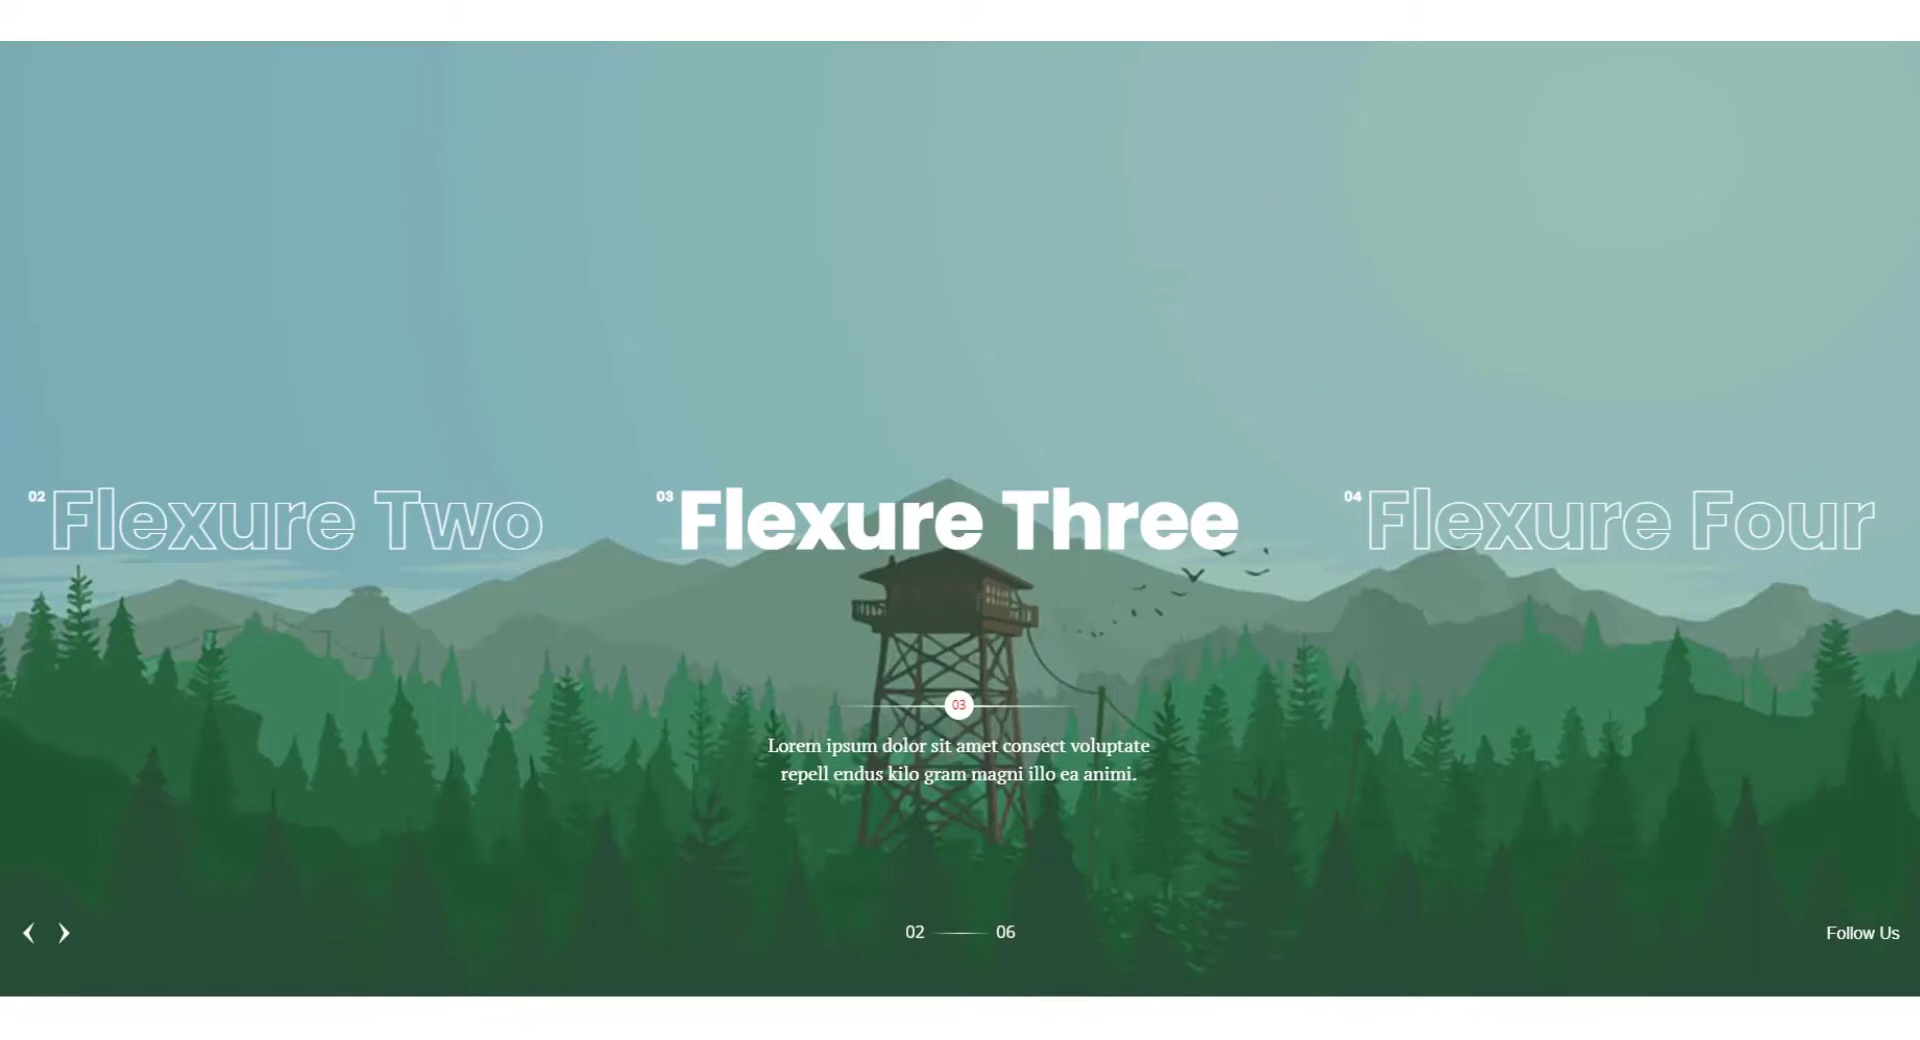 02 Flexure Two
03 Flexure Three
04 Flexure Four
03
Lorem ipsum dolor sit amet consect voluptate
repell endus kilo gram magni illo ea animi.
02 06
Follow Us